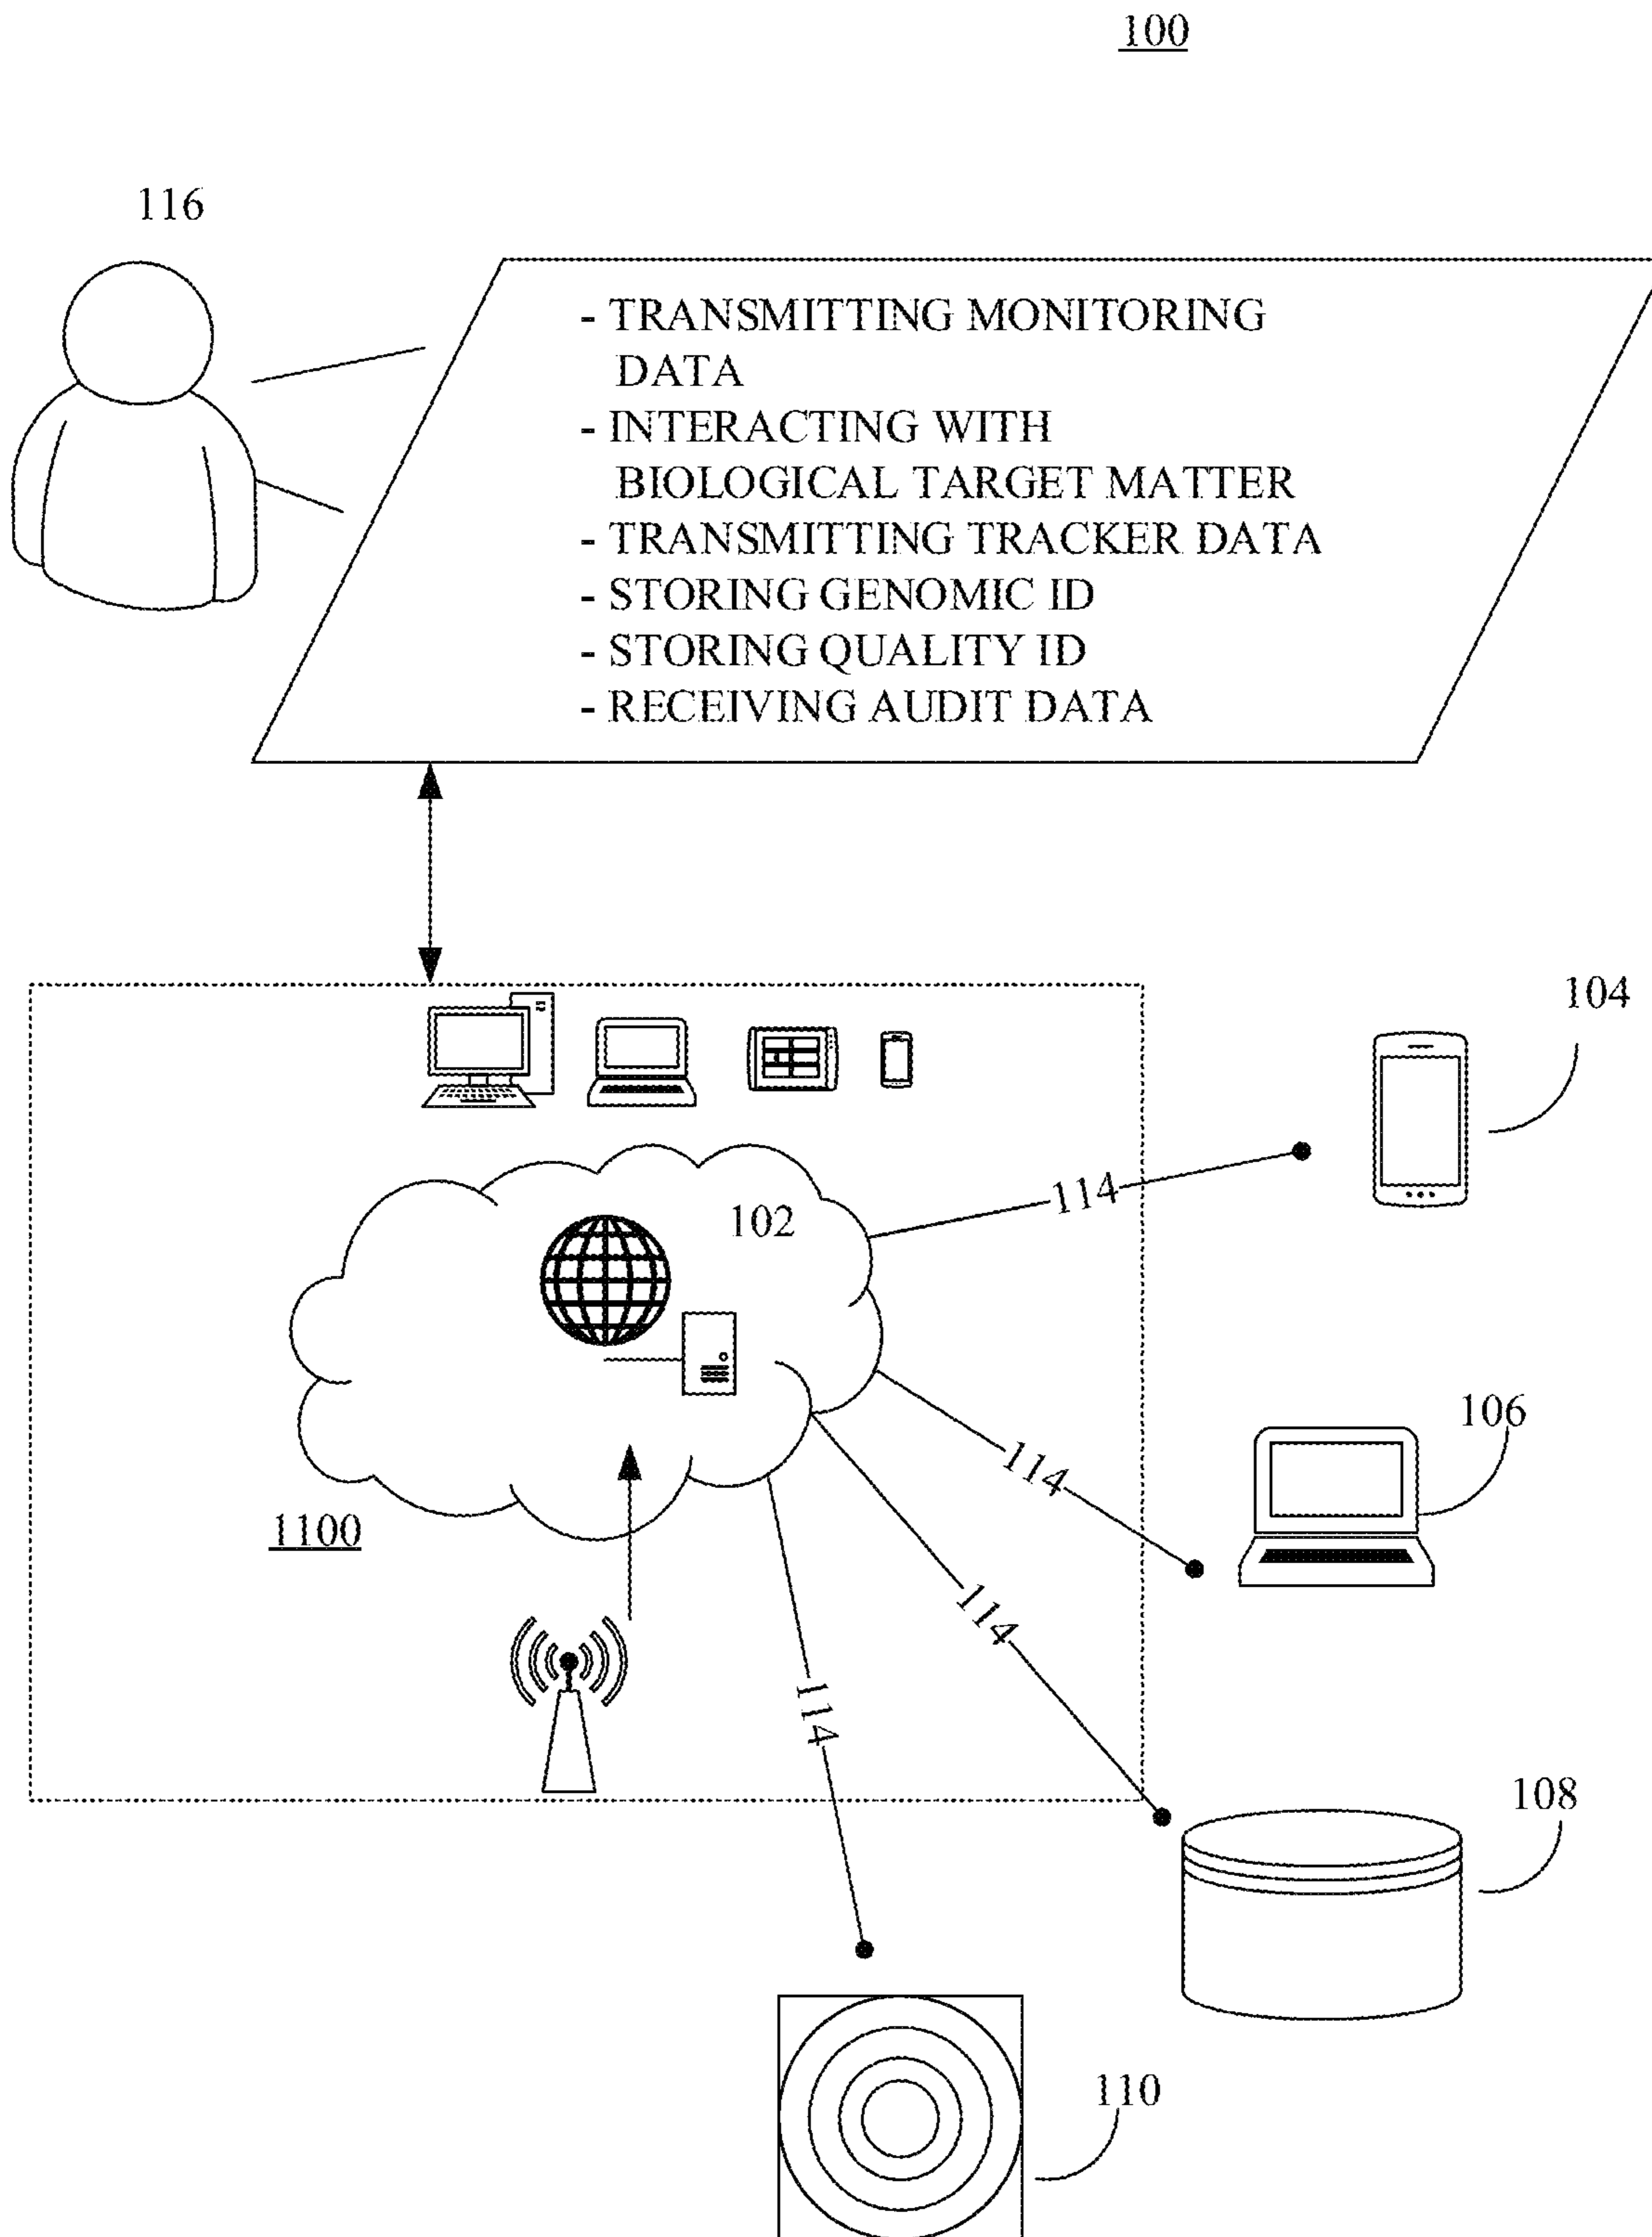 100
116
- TRANSMITTING MONITORING
DATA
- INTERACTING WITH
BIOLOGICAL TARGET MATTER
- TRANSMITTING TRACKER DATA
- STORING GENOMIC ID
- STORING QUALITY ID
- RECEIVING AUDIT DATA
104
114
102
106
114
1100
114
114
108
110